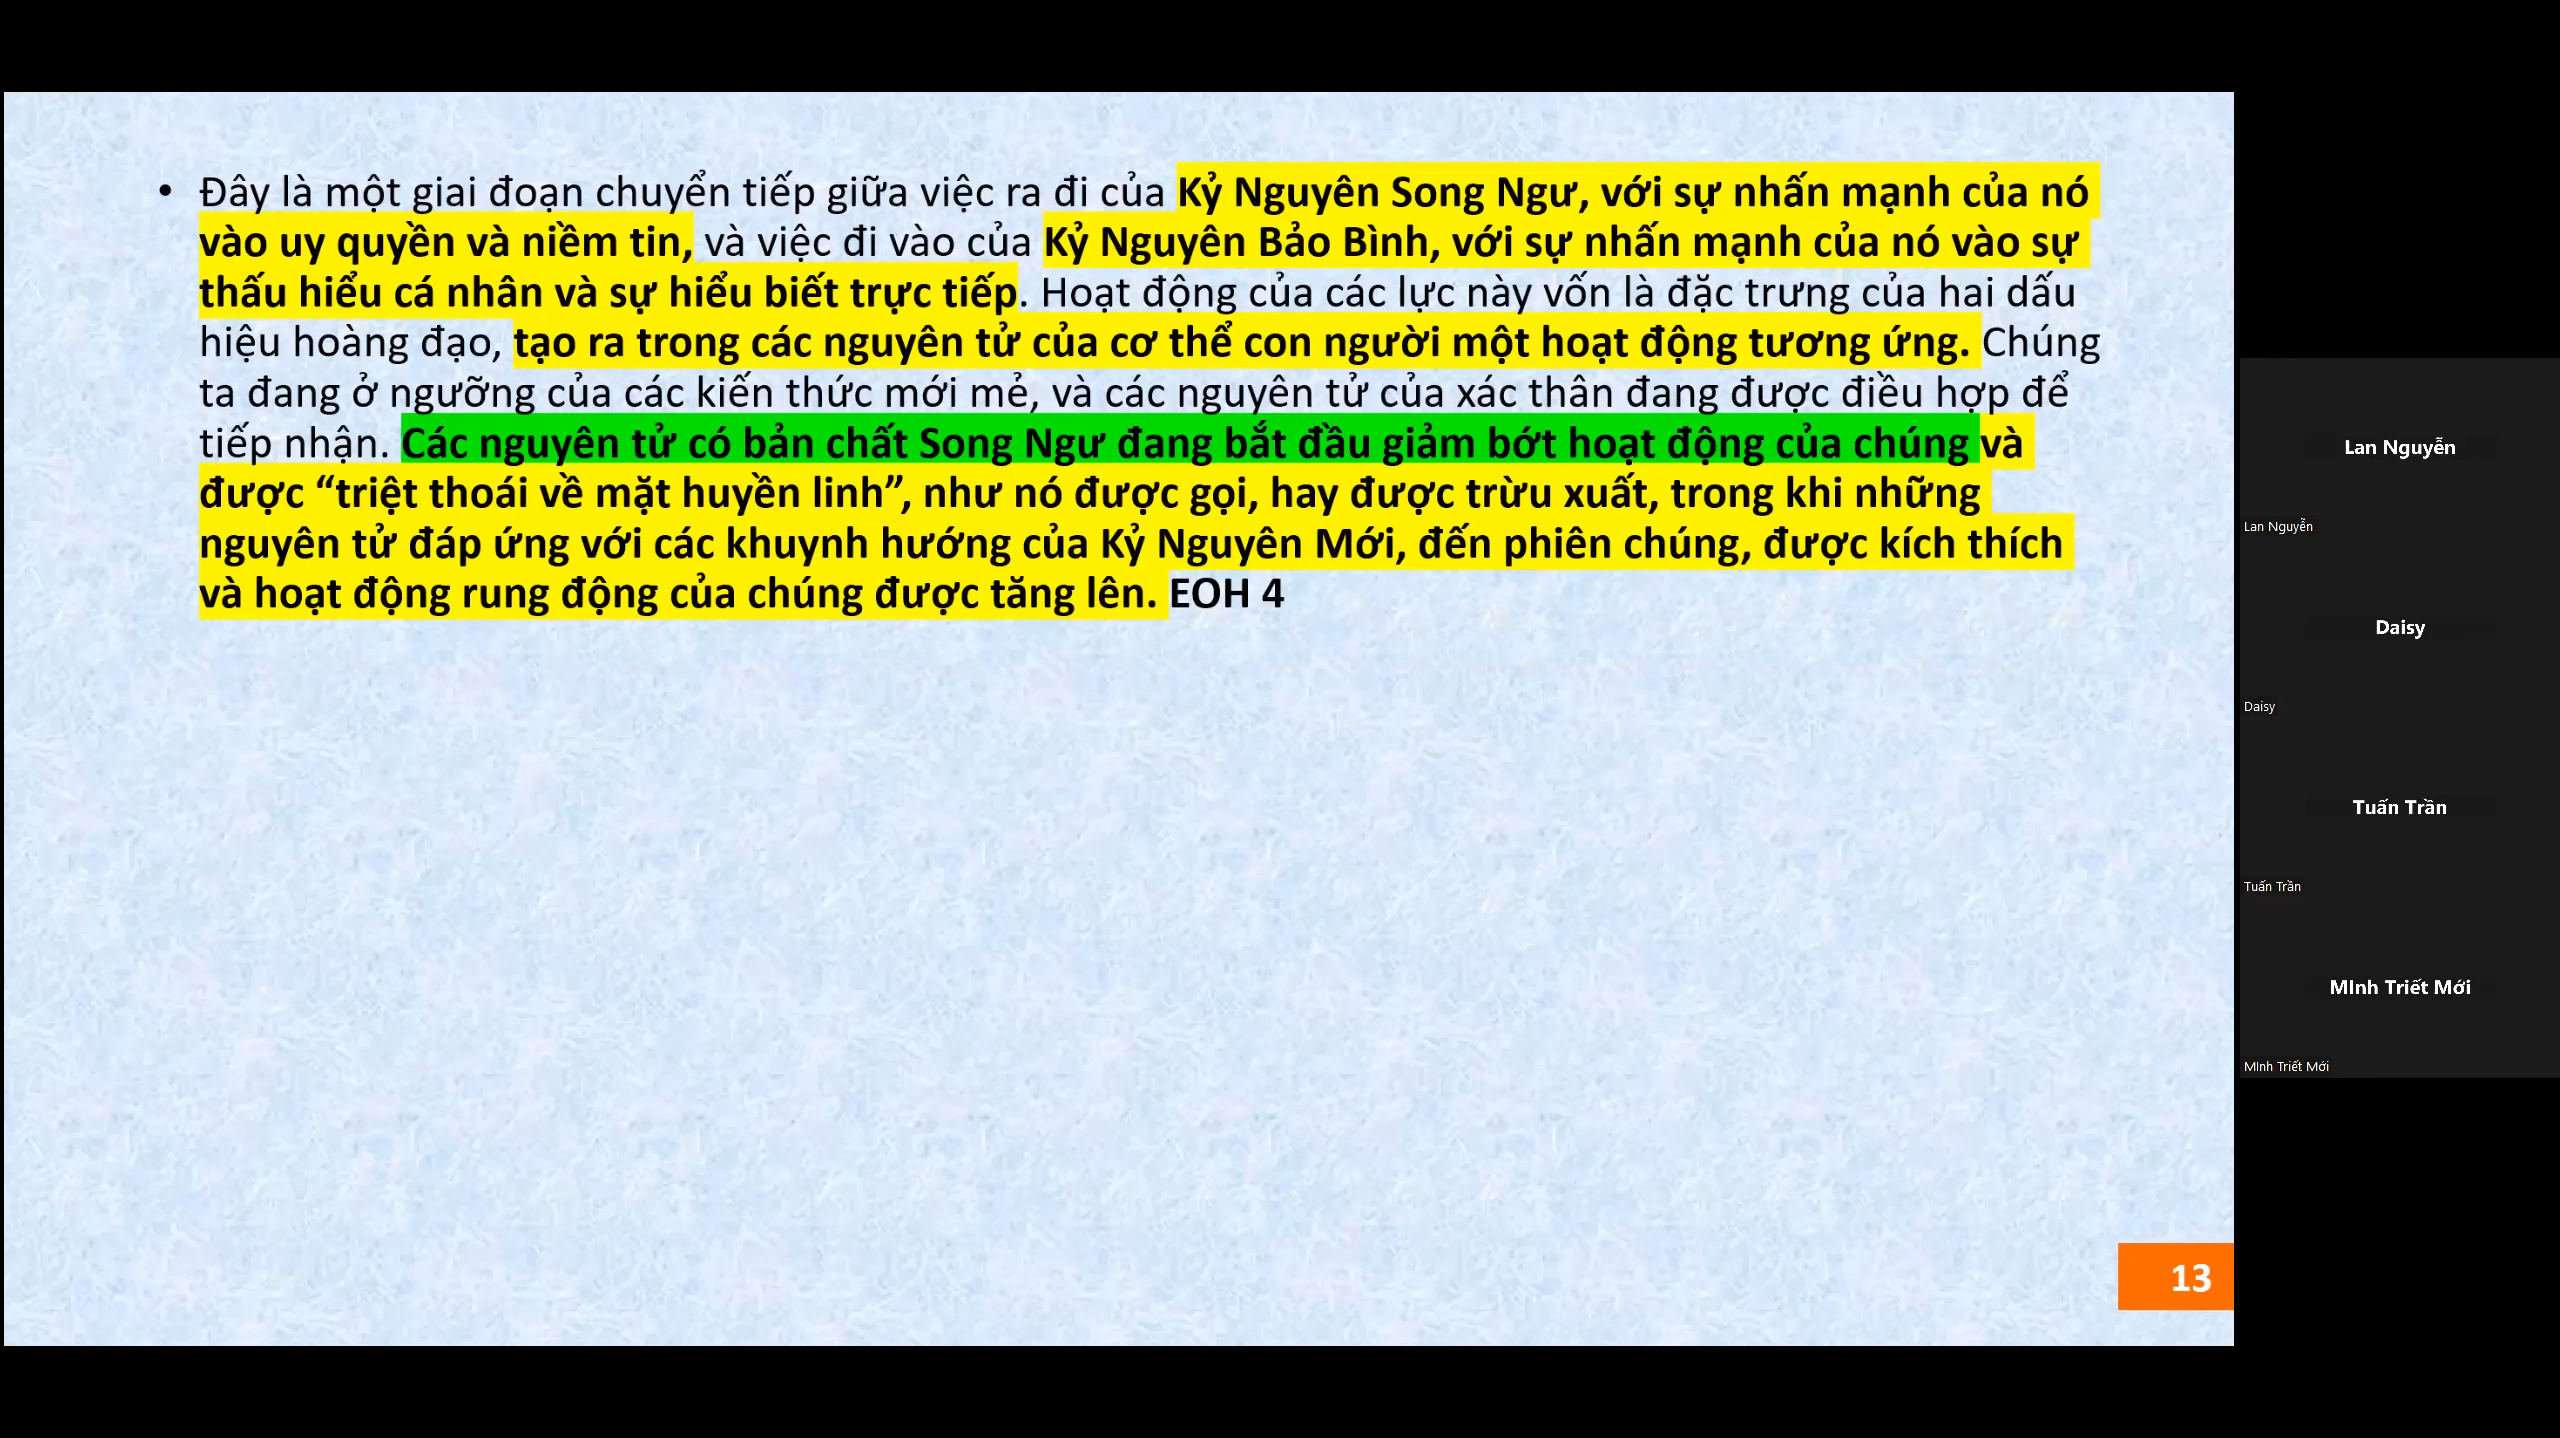 • Đây là một giai đoạn chuyển tiếp giữa việc ra đi của Kỷ Nguyên Song Ngư, với sự nhấn mạnh của nó
vào uy quyền và niềm tin, và việc đi vào của Kỷ Nguyên Bảo Bình, với sự nhấn mạnh của nó vào sự
thấu hiểu cá nhân và sự hiểu biết trực tiếp. Hoạt động của các lực này vốn là đặc trưng của hai dấu
hiệu hoàng đạo, tạo ra trong các nguyên tử của cơ thể con người một hoạt động tương ứng. Chúng
ta đang ở ngưỡng của các kiến thức mới mẻ, và các nguyên tử của xác thân đang được điều hợp để
tiếp nhận. Các nguyên tử có bản chất Song Ngư đang bắt đầu giảm bớt hoạt động của chúng và
được “triệt thoái về mặt huyền linh”, như nó được gọi, hay được trừu xuất, trong khi những
nguyên tử đáp ứng với các khuynh hướng của Kỷ Nguyên Mới, đến phiên chúng, được kích thích
và hoạt động rung động của chúng được tăng lên. EOH 4
13
Lan Nguyễn
Lan Nguyễn
Daisy
Daisy
Tuấn Trần
Tuấn Trần
MInh Triết Mới
MInh Triết Mới